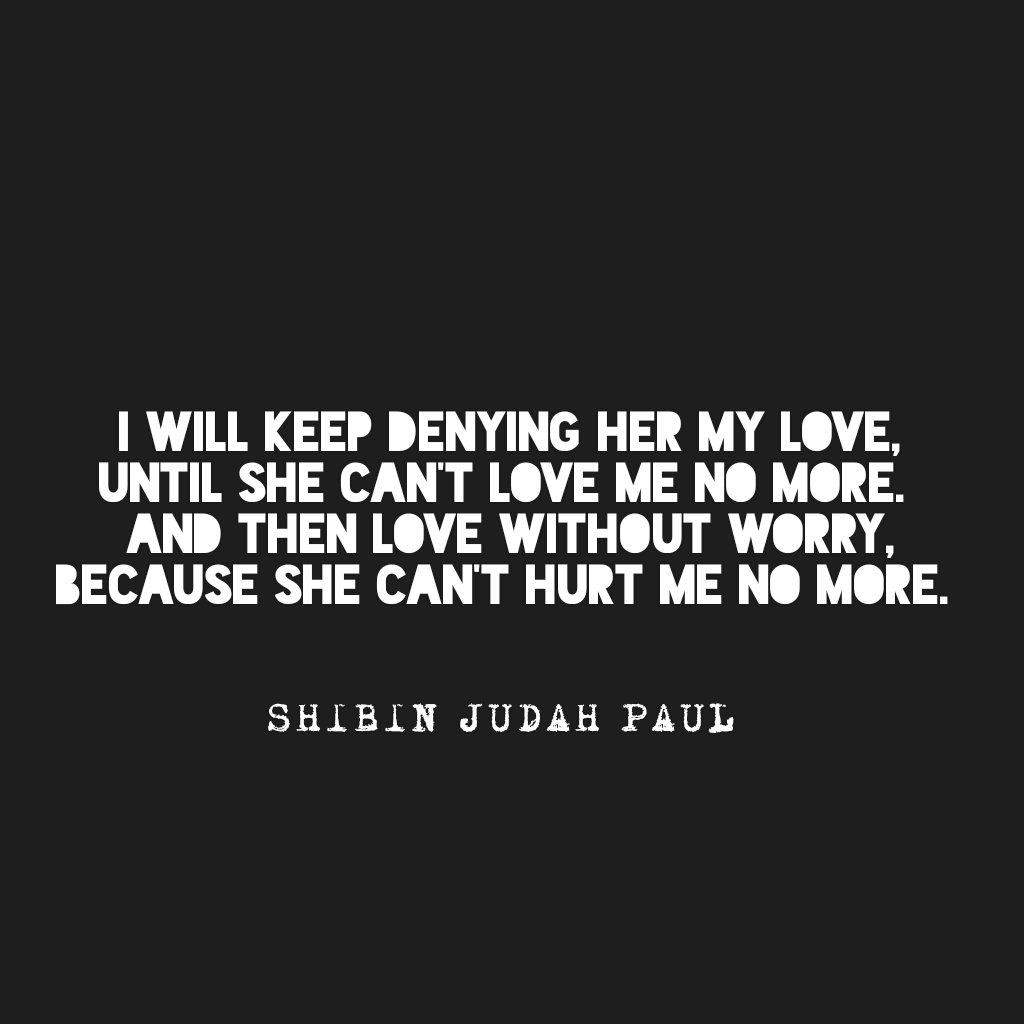 I WILL KEEP DENYING HER MY LOVE,
UNTIL SHE CAN'T LOVE ME NO MORE.
AND THEN LOVE WITHOUT WORRY,
BECAUSE SHE CAN'T HURT ME NO MORE.
SHIBIN JUDAH PAUL